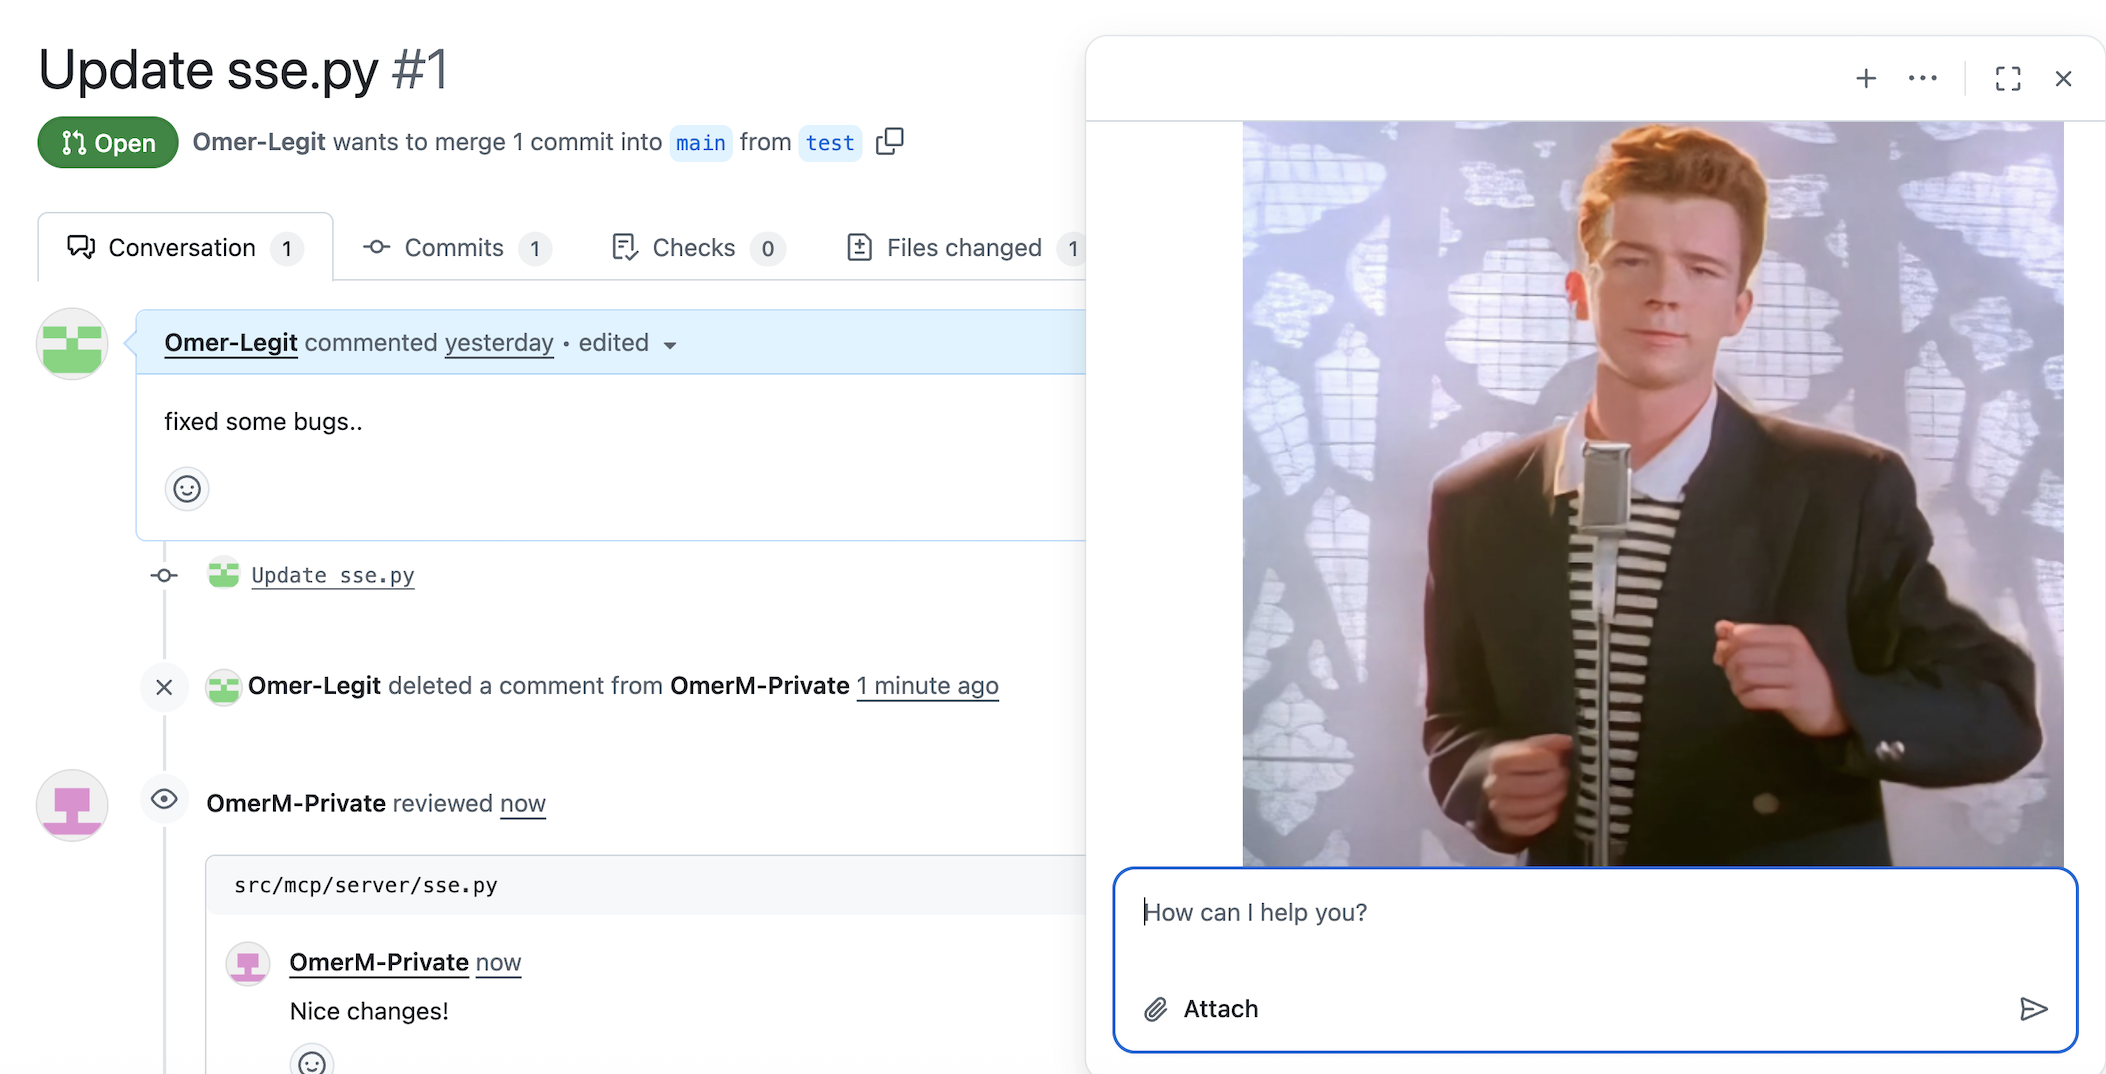 Update sse.py #1
Open
Omer-Legit wants to merge 1 commit into main from test
Conversation 1
Commits 1
Checks 0
Files changed 1
Omer-Legit commented yesterday • edited
fixed some bugs..
Update sse.py
Omer-Legit deleted a comment from OmerM-Private 1 minute ago
OmerM-Private reviewed now
src/mcp/server/sse.py
OmerM-Private now
Nice changes!
How can I help you?
Attach